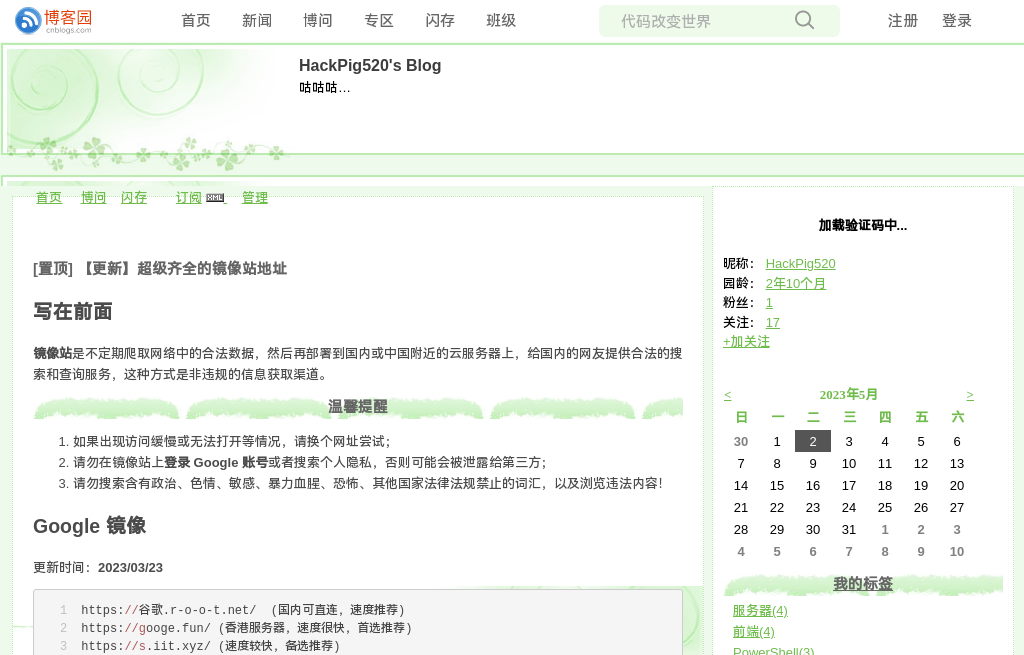 博客园
cnblogs.com
首页 新闻 博问 专区 闪存 班级
代码改变世界
注册 登录
HackPig520's Blog
咕咕咕…
首页 博问 闪存 订阅 XML 管理
[置顶] 【更新】超级齐全的镜像站地址
写在前面
镜像站是不定期爬取网络中的合法数据，然后再部署到国内或中国附近的云服务器上，给国内的网友提供合法的搜
索和查询服务，这种方式是非违规的信息获取渠道。
温馨提醒
1. 如果出现访问缓慢或无法打开等情况，请换个网址尝试；
2. 请勿在镜像站上登录 Google 账号或者搜索个人隐私，否则可能会被泄露给第三方；
3. 请勿搜索含有政治、色情、敏感、暴力血腥、恐怖、其他国家法律法规禁止的词汇，以及浏览违法内容！
Google 镜像
更新时间：2023/03/23
1 https://谷歌.r-o-o-t.net/ (国内可直连，速度推荐)
2 https://googe.fun/ (香港服务器，速度很快，首选推荐)
3 https://s.iit.xyz/ (速度较快，备选推荐)
加载验证码中...
昵称： HackPig520
园龄： 2年10个月
粉丝： 1
关注： 17
+加关注
< 2023年5月 >
日 一 二 三 四 五 六
30 1 2 3 4 5 6
7 8 9 10 11 12 13
14 15 16 17 18 19 20
21 22 23 24 25 26 27
28 29 30 31 1 2 3
4 5 6 7 8 9 10
我的标签
服务器(4)
前端(4)
PowerShell(3)